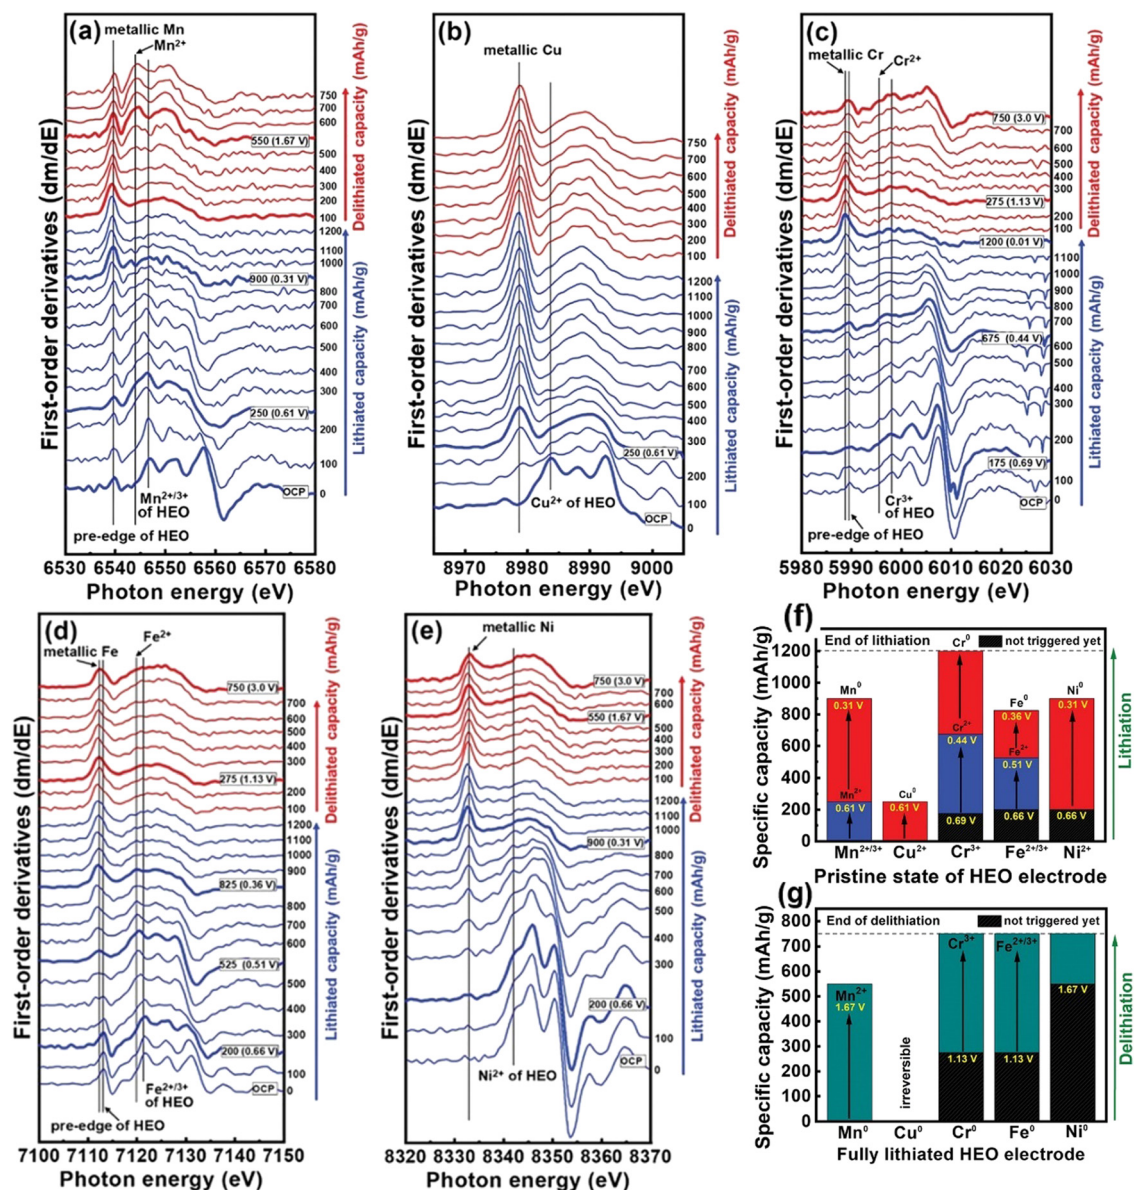 (a)
metallic Mn
Mn2+
First-order derivatives (dm/dE)
Delithiated capacity (mAh/g)
Lithiated capacity (mAh/g)
750
700
600
550 (1.67 V)
500
400
300
200
100
1200
1100
1000
900 (0.31 V)
800
700
600
500
400
300
250 (0.61 V)
200
100
0
OCP
Mn2+/3+
of HEO
pre-edge of HEO
6530 6540 6550 6560 6570 6580
Photon energy (eV)
(b)
metallic Cu
First-order derivatives (dm/dE)
Delithiated capacity (mAh/g)
Lithiated capacity (mAh/g)
750
700
600
500
400
300
200
100
1200
1100
1000
900
800
700
600
500
400
300
250 (0.61 V)
200
100
0
OCP
Cu2+ of HEO
8970 8980 8990 9000
Photon energy (eV)
(c)
metallic Cr
Cr2+
First-order derivatives (dm/dE)
Delithiated capacity (mAh/g)
Lithiated capacity (mAh/g)
750 (3.0 V)
700
600
500
400
300
275 (1.13 V)
200
100
1200 (0.01 V)
1100
1000
900
800
700
675 (0.44 V)
600
500
400
300
200
175 (0.69 V)
100
0
OCP
Cr3+
of HEO
pre-edge of HEO
5980 5990 6000 6010 6020 6030
Photon energy (eV)
(d)
Fe2+
metallic Fe
First-order derivatives (dm/dE)
Delithiated capacity (mAh/g)
Lithiated capacity (mAh/g)
750 (3.0 V)
700
600
500
400
300
275 (1.13 V)
200
100
1200
1100
1000
900
825 (0.36 V)
800
700
600
525 (0.51 V)
500
400
300
200 (0.66 V)
100
0
OCP
Fe2+/3+
of HEO
pre-edge of HEO
7100 7110 7120 7130 7140 7150
Photon energy (eV)
(e)
metallic Ni
First-order derivatives (dm/dE)
Delithiated capacity (mAh/g)
Lithiated capacity (mAh/g)
750 (3.0 V)
700
600
550 (1.67 V)
500
400
300
200
100
1200
1100
1000
900 (0.31 V)
800
700
600
500
400
300
200 (0.66 V)
100
0
OCP
Ni2+ of HEO
8320 8330 8340 8350 8360 8370
Photon energy (eV)
(f)
Specific capacity (mAh/g)
1200
1000
800
600
400
200
0
End of lithiation
Cr0
not triggered yet
Mn0
0.31 V
Mn2+
0.61 V
Cu0
0.61 V
Cr2+
0.44 V
0.69 V
Fe0
0.36 V
Fe2+
0.51 V
0.66 V
Ni0
0.31 V
0.66 V
Lithiation
Mn2+/3+ Cu2+ Cr3+ Fe2+/3+ Ni2+
Pristine state of HEO electrode
(g)
Specific capacity (mAh/g)
800
700
600
500
400
300
200
100
0
End of delithiation
not triggered yet
Mn2+
1.67 V
irreversible
Cr3+
1.13 V
Fe2+/3+
1.13 V
1.67 V
Delithiation
Mn0 Cu0 Cr0 Fe0 Ni0
Fully lithiated HEO electrode